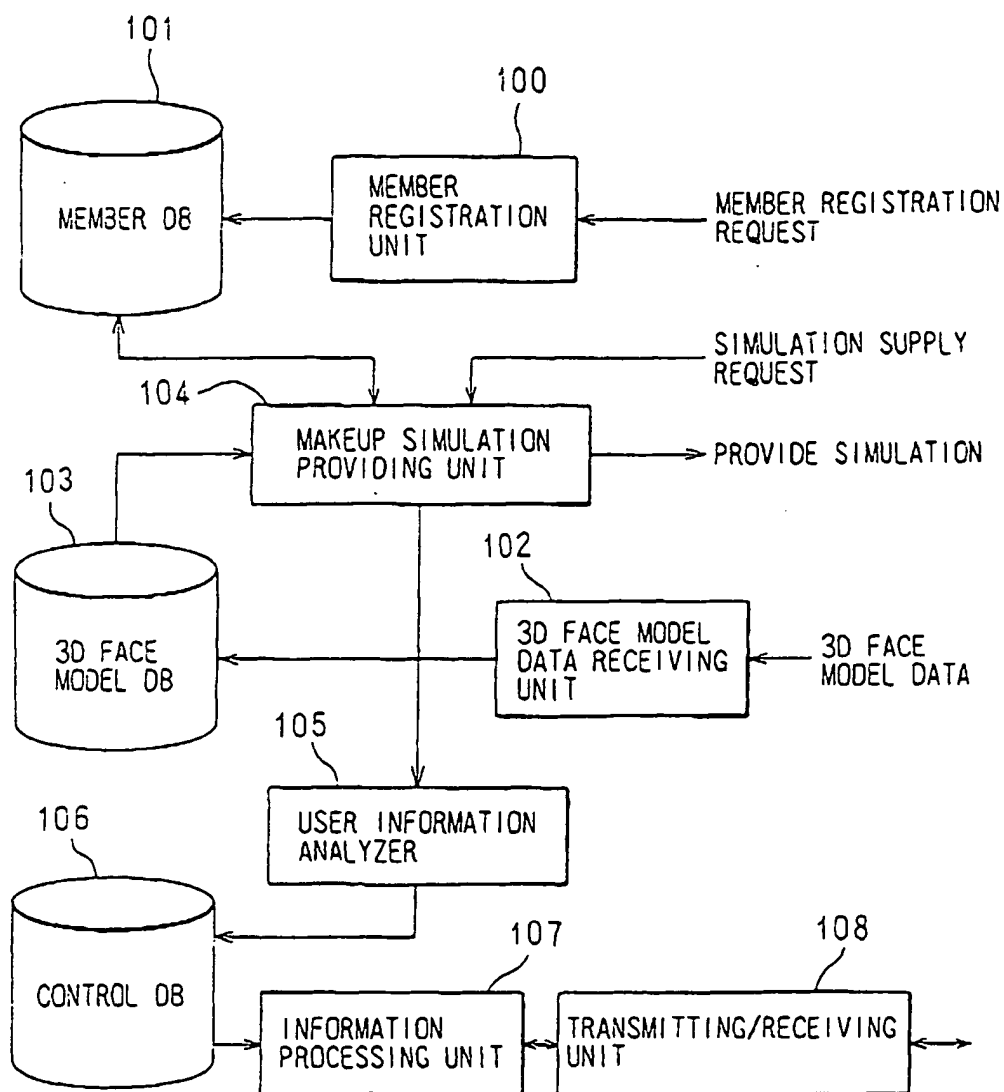 101
100
MEMBER DB
MEMBER
REGISTRATION
UNIT
MEMBER REGISTRATION
REQUEST
SIMULATION SUPPLY
REQUEST
104
MAKEUP SIMULATION
PROVIDING UNIT
PROVIDE SIMULATION
103
102
3D FACE
MODEL DB
3D FACE MODEL
DATA RECEIVING
UNIT
3D FACE
MODEL DATA
105
USER INFORMATION
ANALYZER
106
107
108
CONTROL DB
INFORMATION
PROCESSING UNIT
TRANSMITTING/RECEIVING
UNIT